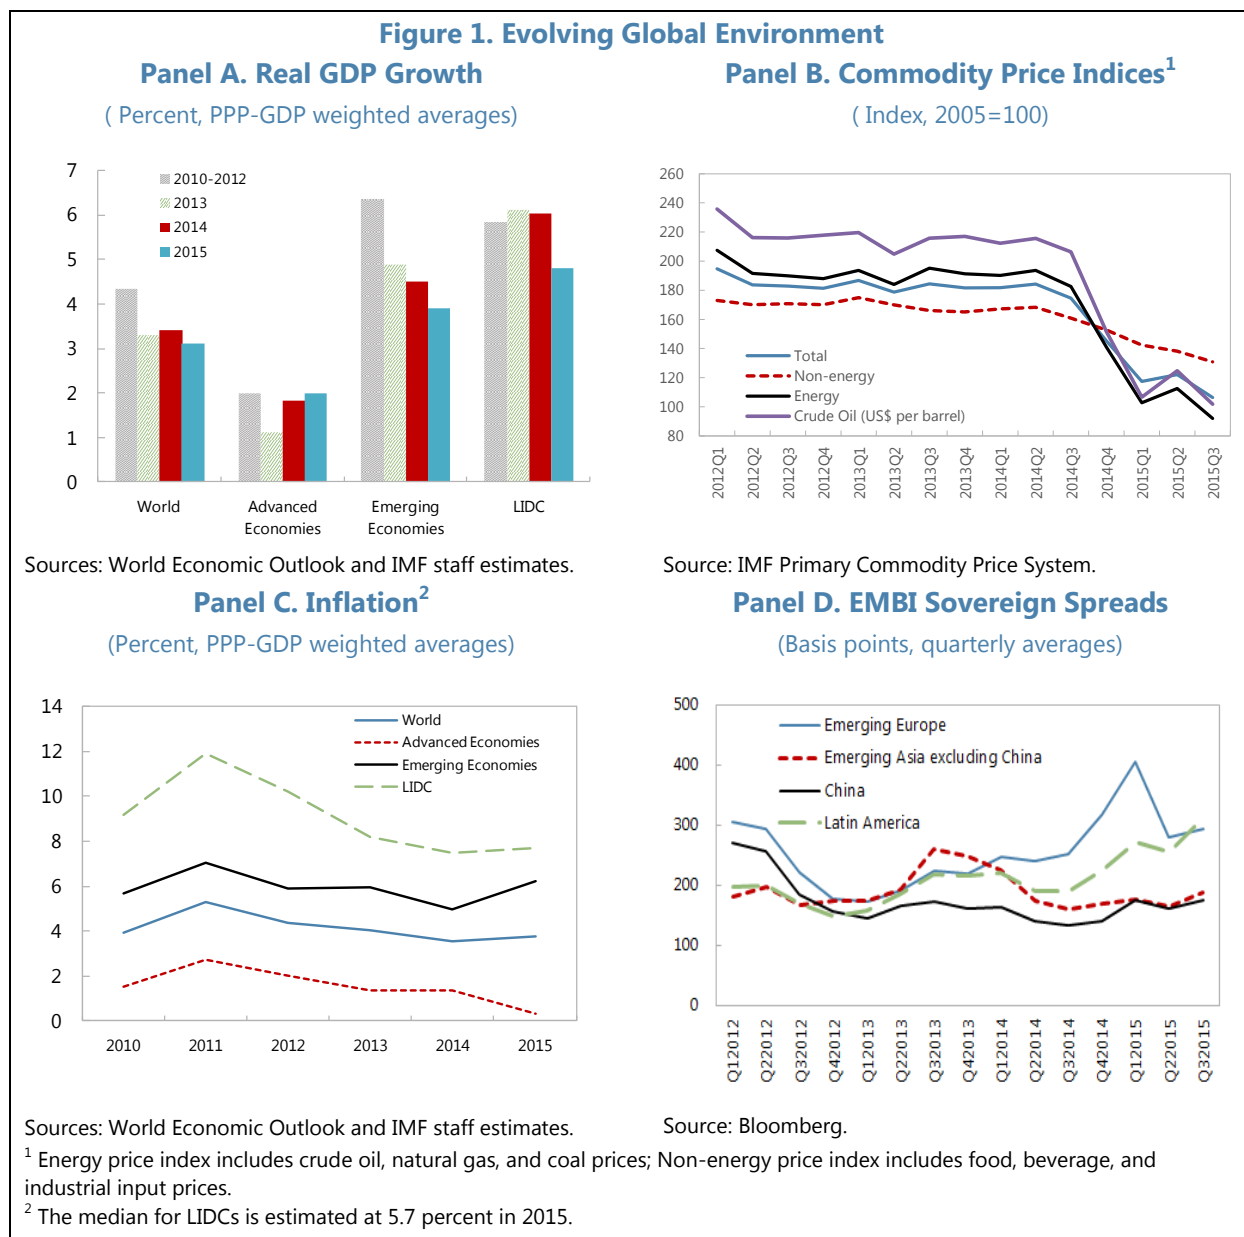 Figure 1. Evolving Global Environment
Panel A. Real GDP Growth
( Percent, PPP-GDP weighted averages)
7
6
5
4
3
2
1
0
2010-2012
2013
2014
2015
World
Advanced Economies
Emerging Economies
LIDC
Sources: World Economic Outlook and IMF staff estimates.
Panel B. Commodity Price Indices1
( Index, 2005=100)
260
240
220
200
180
160
140
120
100
80
Total
Non-energy
Energy
Crude Oil (US$ per barrel)
2012Q1
2012Q2
2012Q3
2012Q4
2013Q1
2013Q2
2013Q3
2013Q4
2014Q1
2014Q2
2014Q3
2014Q4
2015Q1
2015Q2
2015Q3
Source: IMF Primary Commodity Price System.
Panel C. Inflation2
(Percent, PPP-GDP weighted averages)
14
12
10
8
6
4
2
0
World
Advanced Economies
Emerging Economies
LIDC
2010
2011
2012
2013
2014
2015
Sources: World Economic Outlook and IMF staff estimates.
Panel D. EMBI Sovereign Spreads
(Basis points, quarterly averages)
500
400
300
200
100
0
Emerging Europe
Emerging Asia excluding China
China
Latin America
Q12012
Q22012
Q32012
Q42012
Q12013
Q22013
Q32013
Q42013
Q12014
Q22014
Q32014
Q42014
Q12015
Q22015
Q32015
Source: Bloomberg.
1 Energy price index includes crude oil, natural gas, and coal prices; Non-energy price index includes food, beverage, and
industrial input prices.
2 The median for LIDCs is estimated at 5.7 percent in 2015.